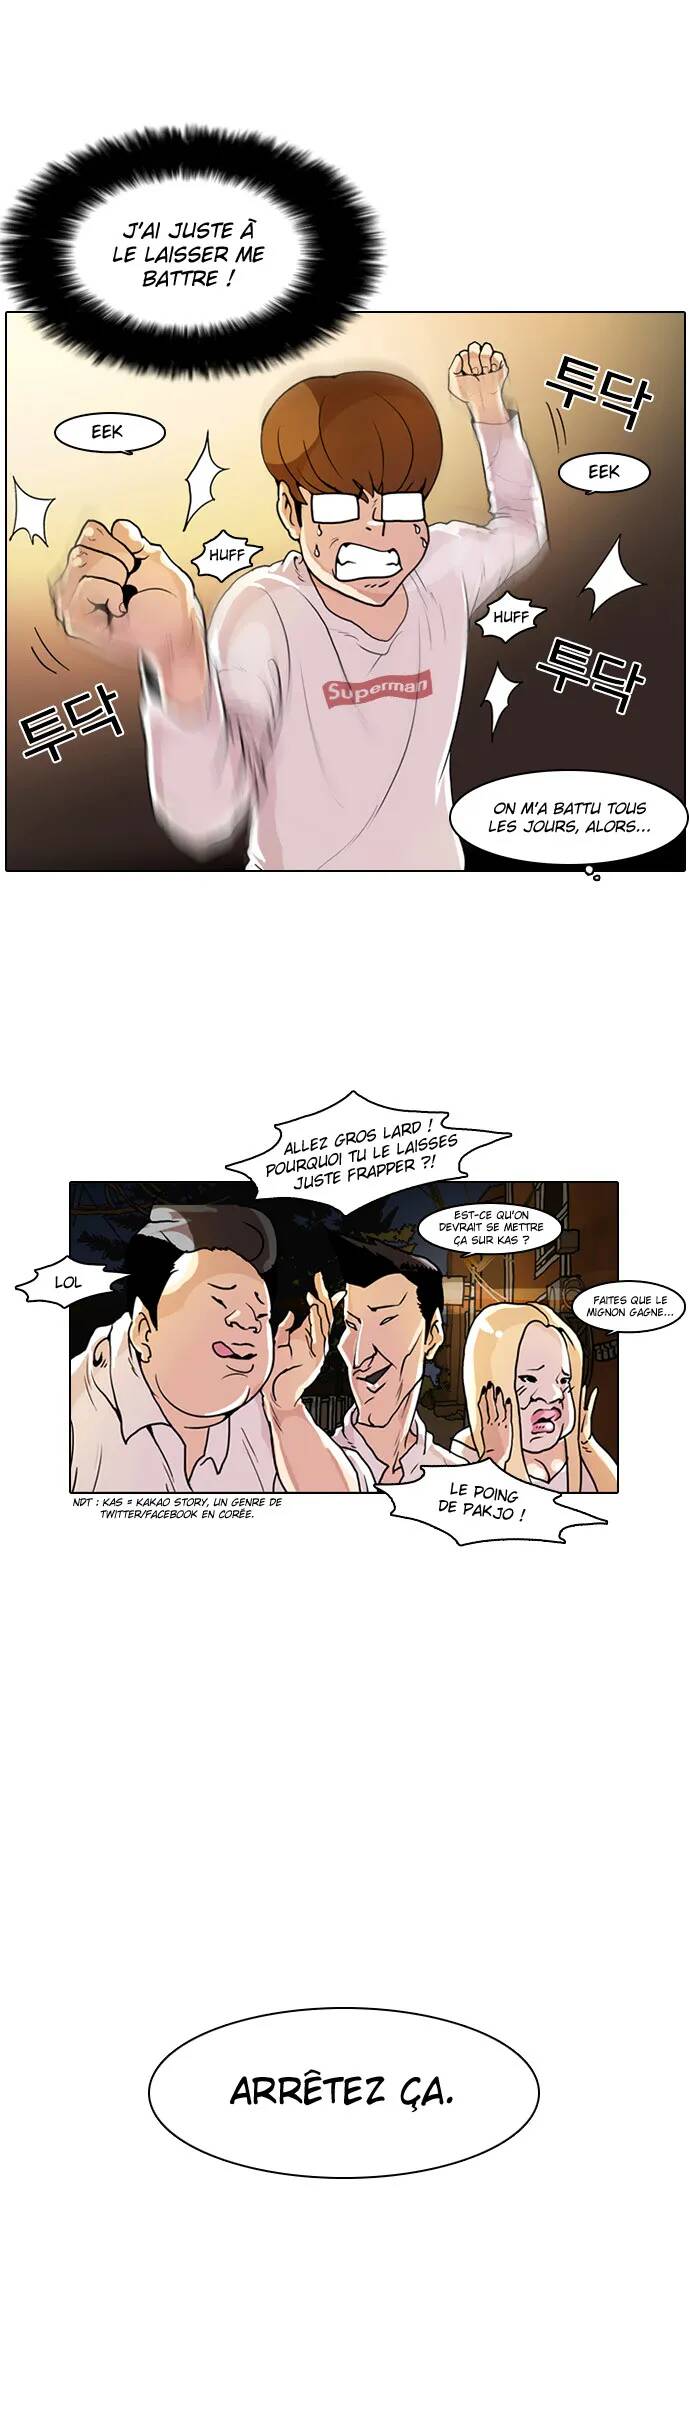 J'AI JUSTE À
LE LAISSER ME
BATTRE !
투닥
EEK
EEK
HUFF
HUFF
Superman
투닥
투닥
ON M'A BATTU TOUS
LES JOURS, ALORS...
ALLEZ GROS LARD !
POURQUOI TU LE LAISSES
JUSTE FRAPPER ?!
EST-CE QU'ON
DEVRAIT SE METTRE
ÇA SUR KAS ?
LOL
FAITES QUE LE
MIGNON GAGNE...
LE POING
DE PAKJO !
NDT : KAS = KAKAO STORY, UN GENRE DE
TWITTER/FACEBOOK EN CORÉE.
ARRÊTEZ ÇA.